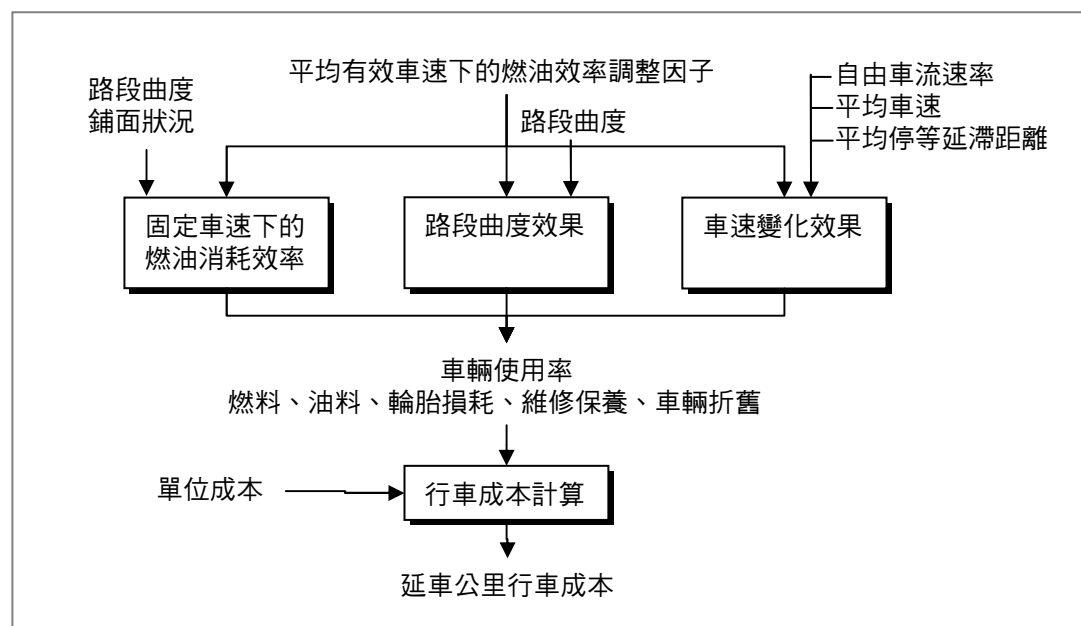 平均有效車速下的燃油效率調整因子
路段曲度
鋪面狀況
路段曲度
自由車流速率
平均車速
平均停等延滯距離
固定車速下的
燃油消耗效率
路段曲度效果
車速變化效果
車輛使用率
燃料、油料、輪胎損耗、維修保養、車輛折舊
單位成本
行車成本計算
延車公里行車成本